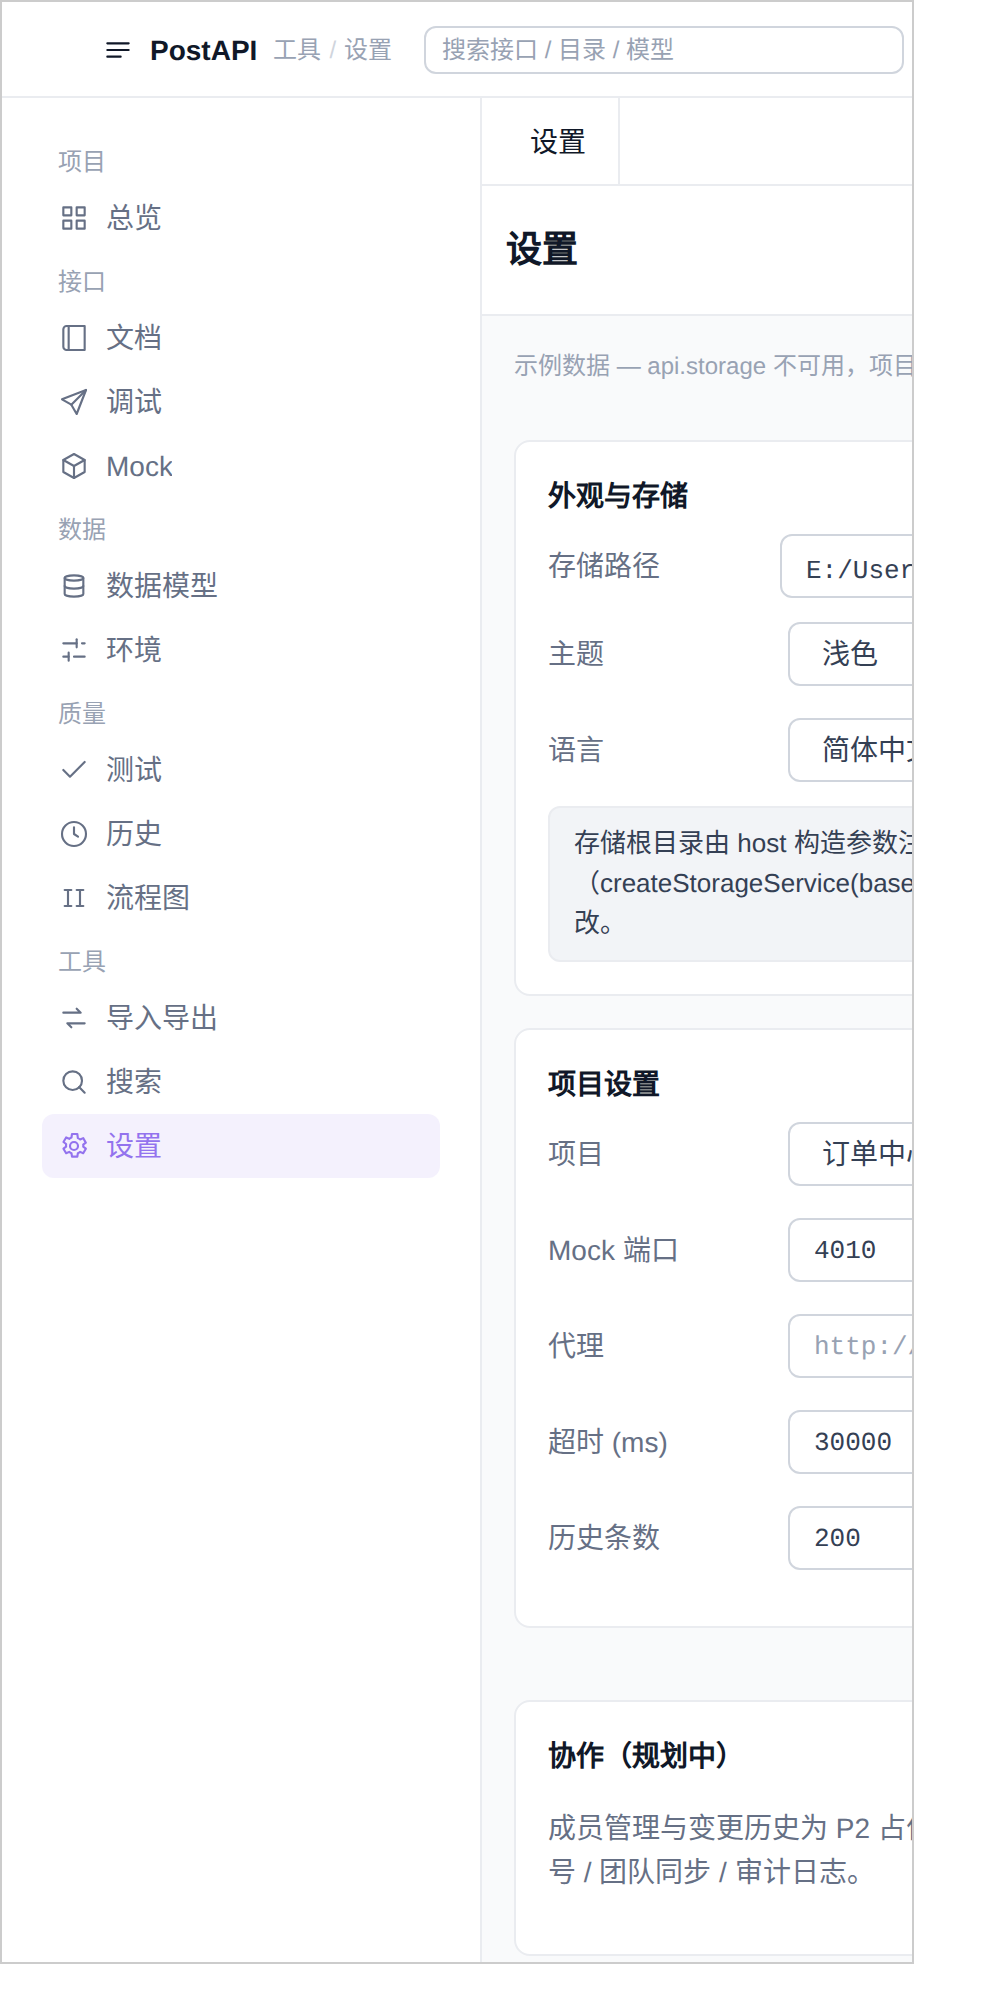 PostAPI 工具 / 设置 搜索接口 / 目录 / 模型
项目
总览
接口
文档
调试
Mock
数据
数据模型
环境
质量
测试
历史
流程图
工具
导入导出
搜索
设置
设置
设置
示例数据 — api.storage 不可用，项目
外观与存储
存储路径 E:/User
主题 浅色
语言 简体中文
存储根目录由 host 构造参数注
（createStorageService(base
改。
项目设置
项目 订单中心
Mock 端口 4010
代理 http:/
超时 (ms) 30000
历史条数 200
协作（规划中）
成员管理与变更历史为 P2 占位
号 / 团队同步 / 审计日志。